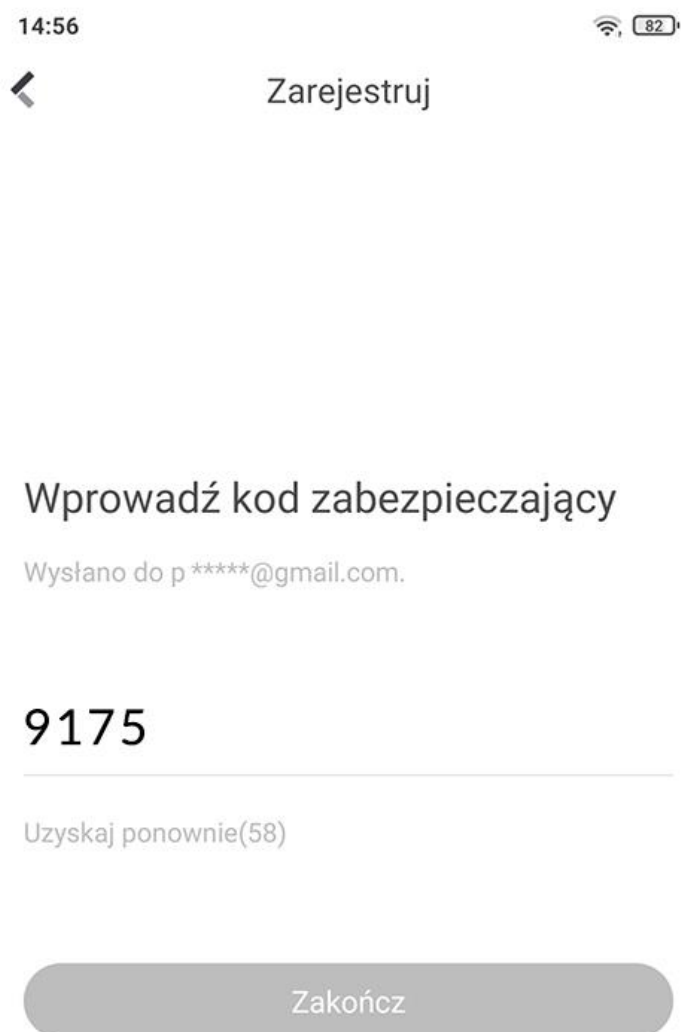 14:56
82
Zarejestruj
Wprowadź kod zabezpieczający
Wysłano do p *****@gmail.com.
9175
Uzyskaj ponownie(58)
Zakończ